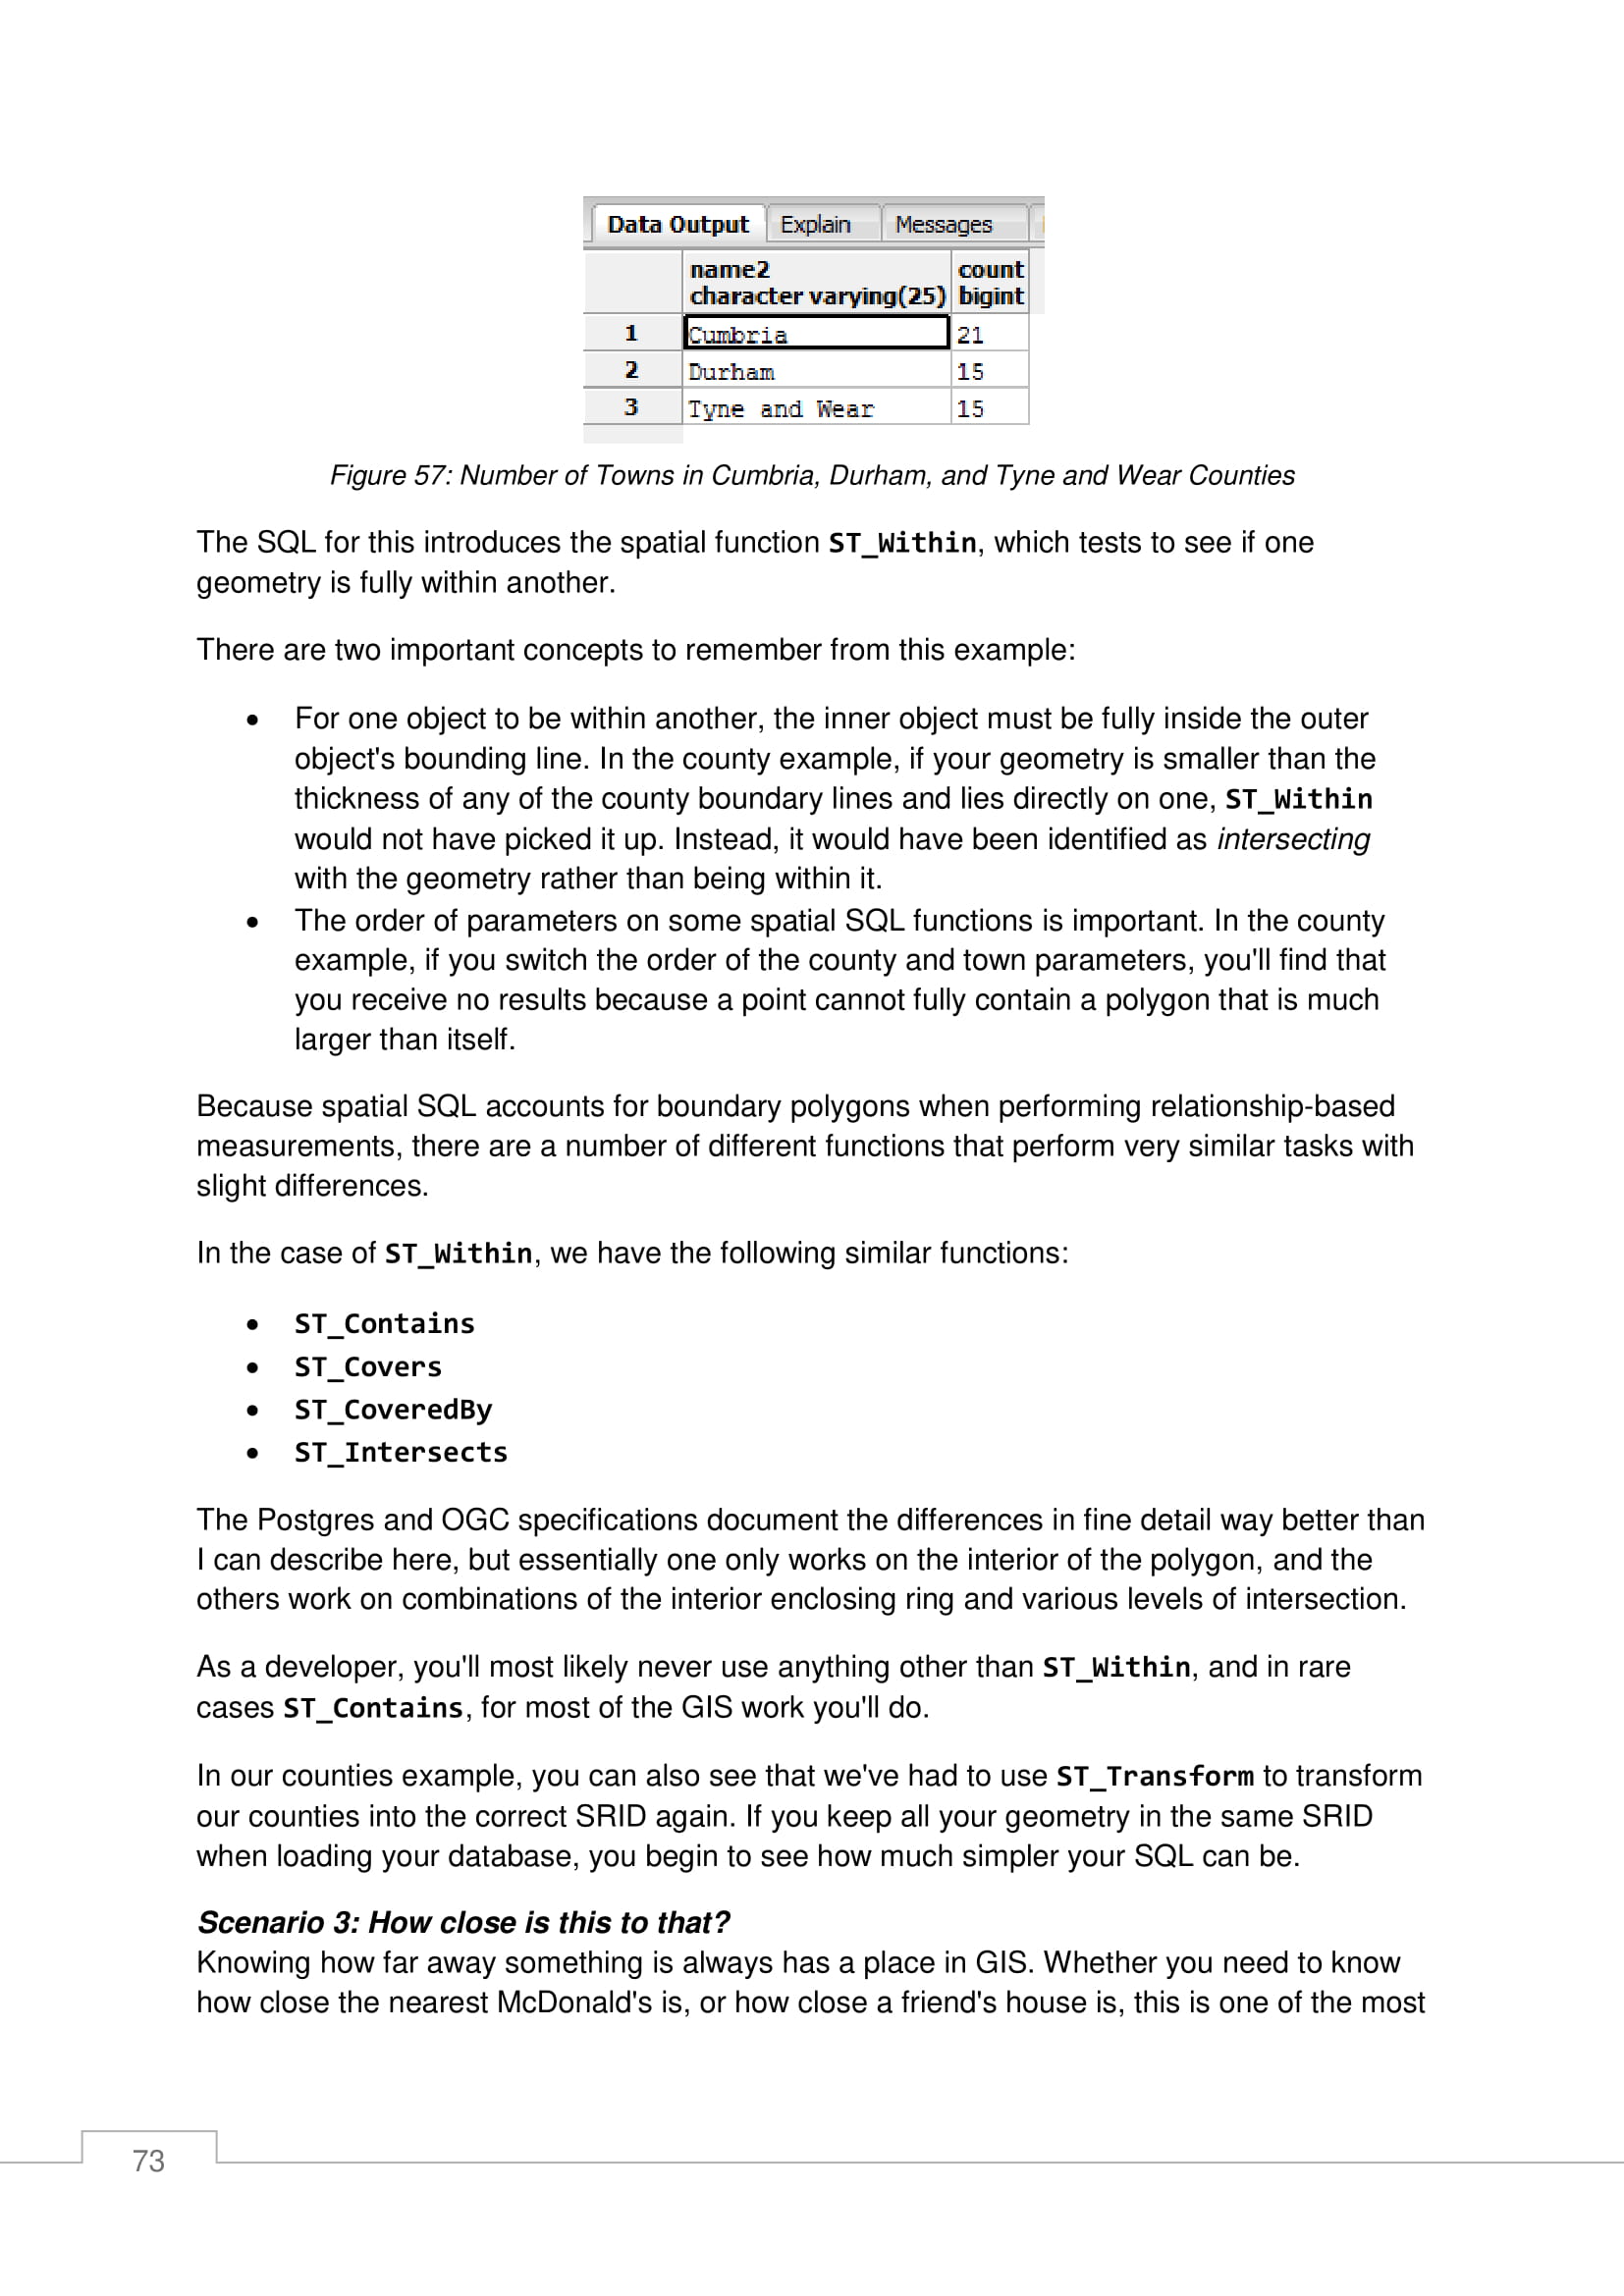 Data Output Explain Messages
name2 count
character varying(25) bigint
1 Cumbria 21
2 Durham 15
3 Tyne and Wear 15
Figure 57: Number of Towns in Cumbria, Durham, and Tyne and Wear Counties
The SQL for this introduces the spatial function ST_Within, which tests to see if one
geometry is fully within another.
There are two important concepts to remember from this example:
• For one object to be within another, the inner object must be fully inside the outer
object's bounding line. In the county example, if your geometry is smaller than the
thickness of any of the county boundary lines and lies directly on one, ST_Within
would not have picked it up. Instead, it would have been identified as intersecting
with the geometry rather than being within it.
• The order of parameters on some spatial SQL functions is important. In the county
example, if you switch the order of the county and town parameters, you'll find that
you receive no results because a point cannot fully contain a polygon that is much
larger than itself.
Because spatial SQL accounts for boundary polygons when performing relationship-based
measurements, there are a number of different functions that perform very similar tasks with
slight differences.
In the case of ST_Within, we have the following similar functions:
• ST_Contains
• ST_Covers
• ST_CoveredBy
• ST_Intersects
The Postgres and OGC specifications document the differences in fine detail way better than
I can describe here, but essentially one only works on the interior of the polygon, and the
others work on combinations of the interior enclosing ring and various levels of intersection.
As a developer, you'll most likely never use anything other than ST_Within, and in rare
cases ST_Contains, for most of the GIS work you'll do.
In our counties example, you can also see that we've had to use ST_Transform to transform
our counties into the correct SRID again. If you keep all your geometry in the same SRID
when loading your database, you begin to see how much simpler your SQL can be.
Scenario 3: How close is this to that?
Knowing how far away something is always has a place in GIS. Whether you need to know
how close the nearest McDonald's is, or how close a friend's house is, this is one of the most
73